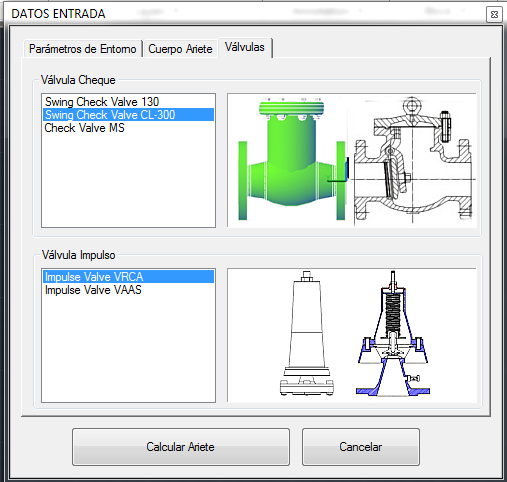 DATOS ENTRADA
Parámetros de Entorno
Cuerpo Ariete
Válvulas
Válvula Cheque
Swing Check Valve 130
Swing Check Valve CL-300
Check Valve MS
Válvula Impulso
Impulse Valve VRCA
Impulse Valve VAAS
Calcular Ariete
Cancelar